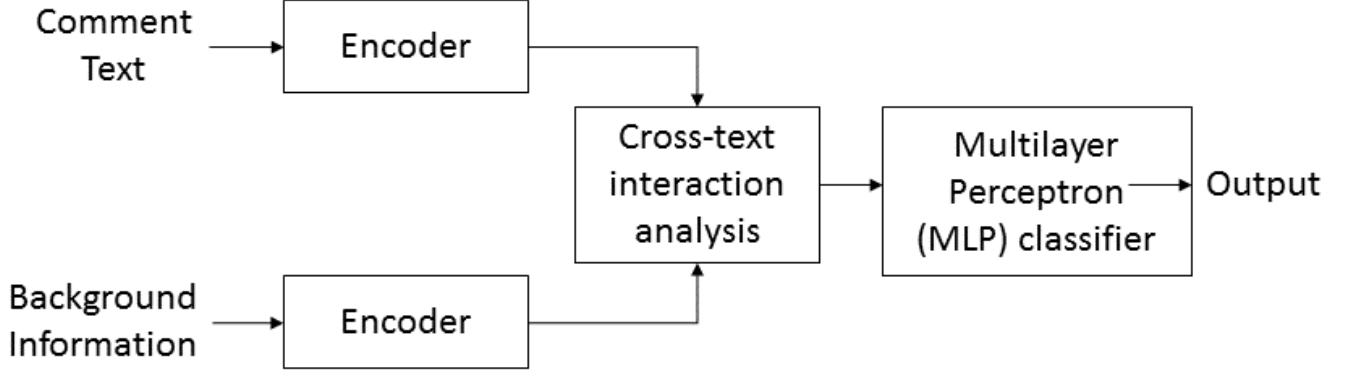 Comment
Text
Encoder
Cross-text
interaction
analysis
Multilayer
Perceptron
(MLP) classifier
Output
Background
Information
Encoder